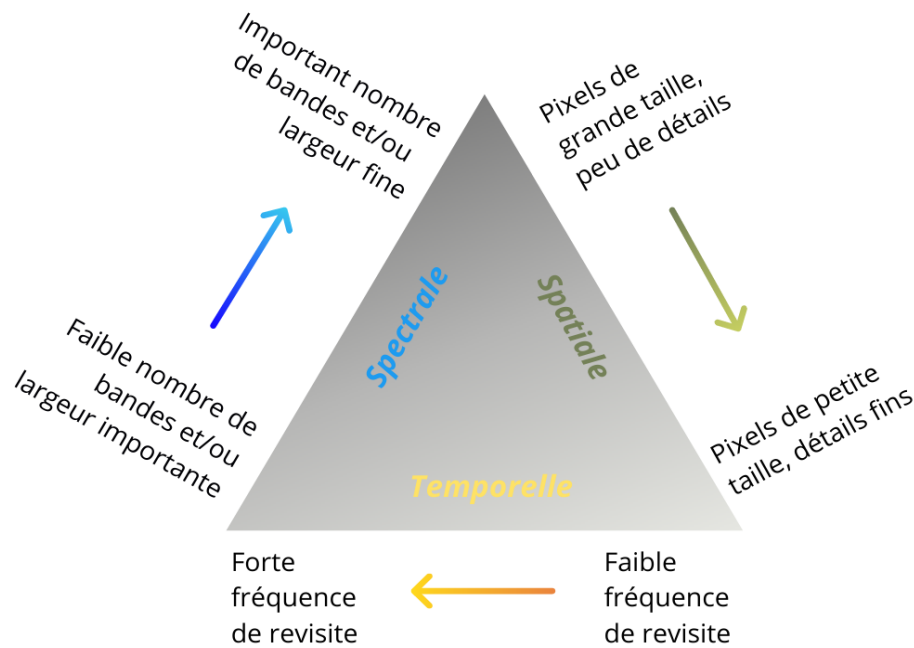 Important nombre
de bandes et/ou
largeur fine
Pixels de
grande taille,
peu de détails
Spectrale
Spatiale
Faible nombre de
bandes et/ou
largeur importante
Pixels de petite
taille, détails fins
Temporelle
Forte
fréquence
de revisite
Faible
fréquence
de revisite